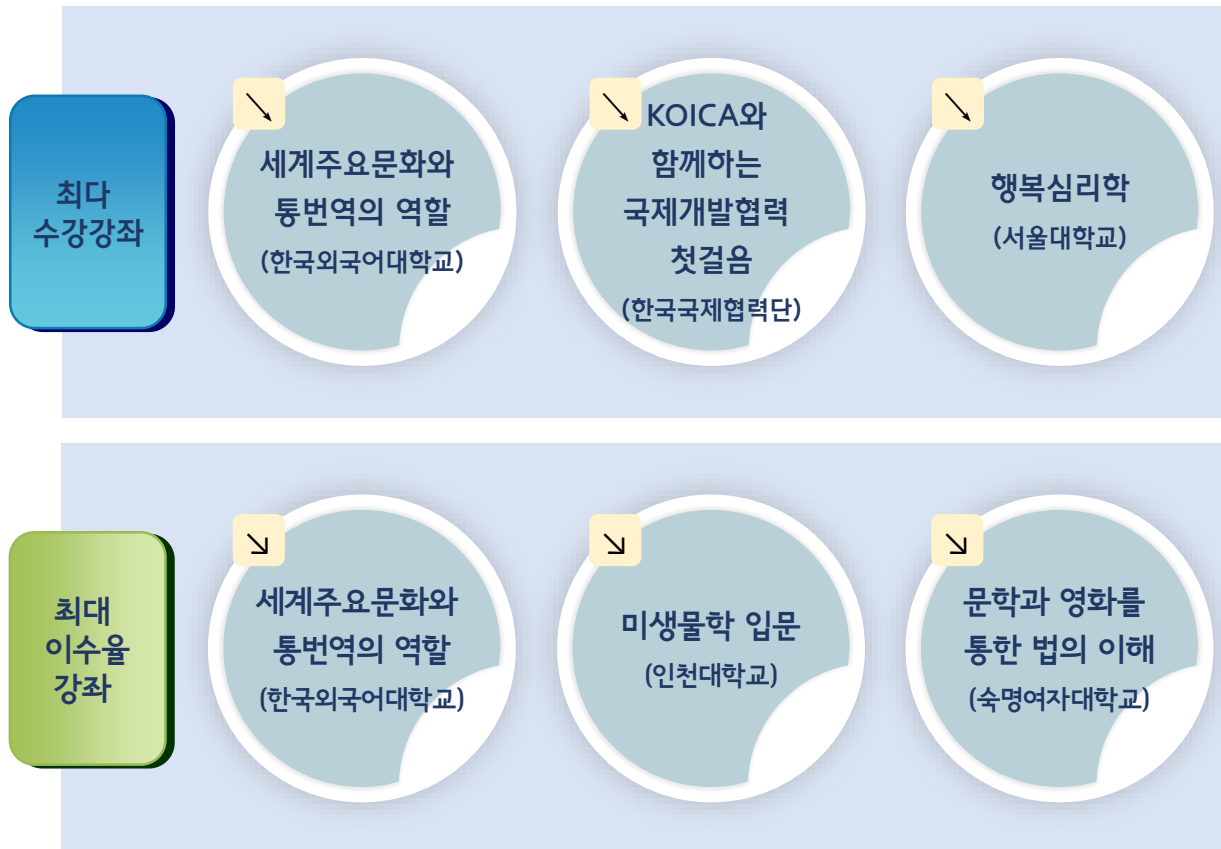 최다
수강강좌
세계주요문화와
통번역의 역할
(한국외국어대학교)
KOICA와
함께하는
국제개발협력
첫걸음
(한국국제협력단)
행복심리학
(서울대학교)
최대
이수율
강좌
세계주요문화와
통번역의 역할
(한국외국어대학교)
미생물학 입문
(인천대학교)
문학과 영화를
통한 법의 이해
(숙명여자대학교)